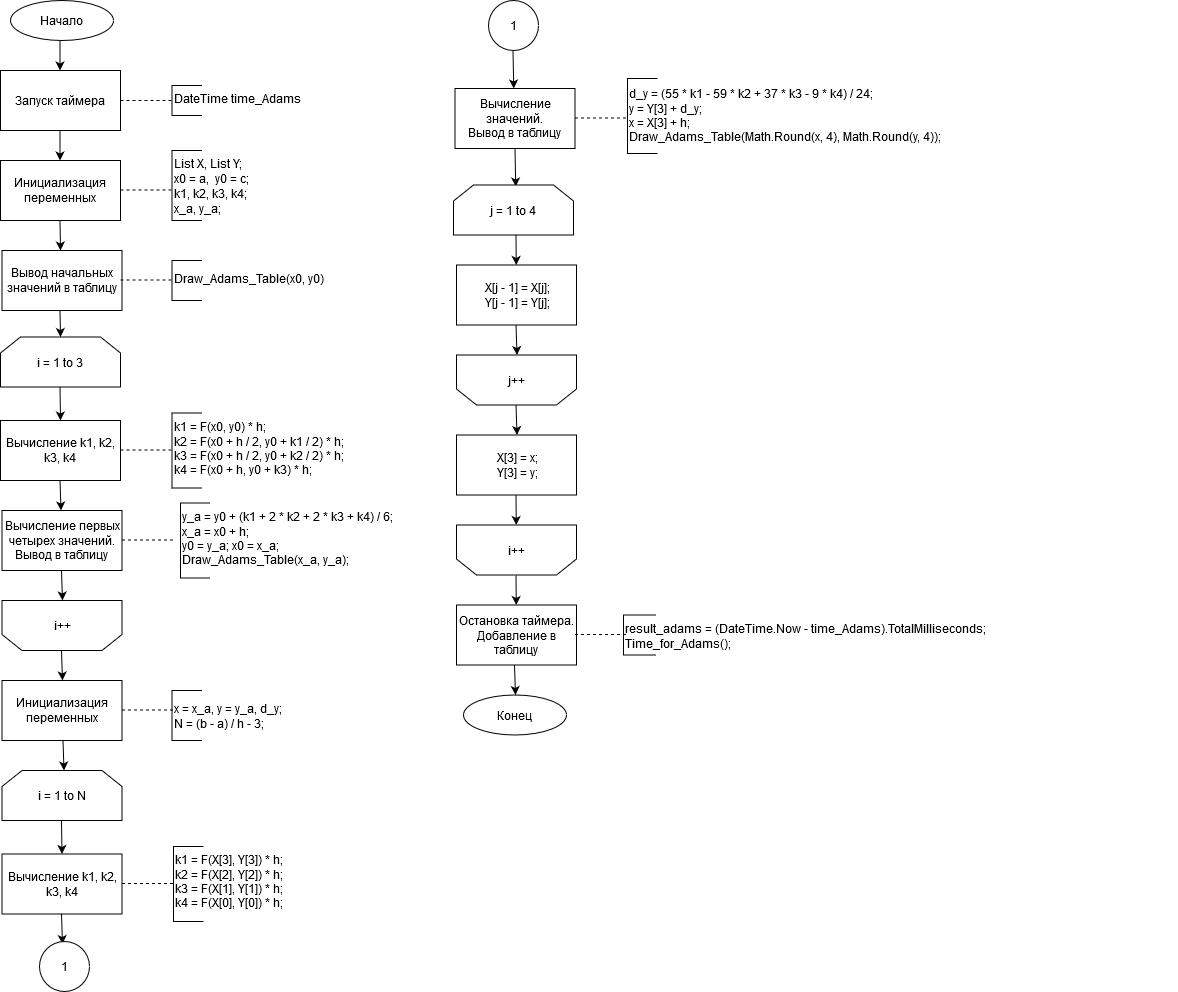 Начало
Запуск таймера
DateTime time_Adams
Инициализация
переменных
List X, List Y;
x0 = a, y0 = c;
k1, k2, k3, k4;
x_a, y_a;
Вывод начальных
значений в таблицу
Draw_Adams_Table(x0, y0)
i = 1 to 3
Вычисление k1, k2,
k3, k4
k1 = F(x0, y0) * h;
k2 = F(x0 + h / 2, y0 + k1 / 2) * h;
k3 = F(x0 + h / 2, y0 + k2 / 2) * h;
k4 = F(x0 + h, y0 + k3) * h;
Вычисление первых
четырех значений.
Вывод в таблицу
y_a = y0 + (k1 + 2 * k2 + 2 * k3 + k4) / 6;
x_a = x0 + h;
y0 = y_a; x0 = x_a;
Draw_Adams_Table(x_a, y_a);
i++
Инициализация
переменных
x = x_a, y = y_a, d_y;
N = (b - a) / h - 3;
i = 1 to N
Вычисление k1, k2,
k3, k4
k1 = F(X[3], Y[3]) * h;
k2 = F(X[2], Y[2]) * h;
k3 = F(X[1], Y[1]) * h;
k4 = F(X[0], Y[0]) * h;
1
1
Вычисление
значений.
Вывод в таблицу
d_y = (55 * k1 - 59 * k2 + 37 * k3 - 9 * k4) / 24;
y = Y[3] + d_y;
x = X[3] + h;
Draw_Adams_Table(Math.Round(x, 4), Math.Round(y, 4));
j = 1 to 4
X[j - 1] = X[j];
Y[j - 1] = Y[j];
j++
X[3] = x;
Y[3] = y;
i++
Остановка таймера.
Добавление в
таблицу
result_adams = (DateTime.Now - time_Adams).TotalMilliseconds;
Time_for_Adams();
Конец